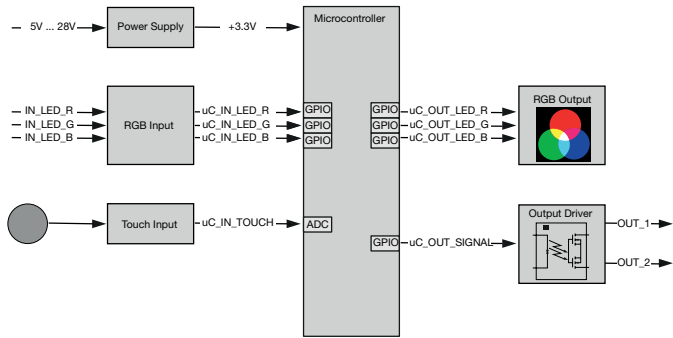 Microcontroller
5V ... 28V
Power Supply
+3.3V
IN_LED_R
IN_LED_G
IN_LED_B
RGB Input
uC_IN_LED_R
uC_IN_LED_G
uC_IN_LED_B
GPIO
GPIO
GPIO
GPIO
GPIO
GPIO
uC_OUT_LED_R
uC_OUT_LED_G
uC_OUT_LED_B
RGB Output
Touch Input
uC_IN_TOUCH
ADC
GPIO
uC_OUT_SIGNAL
Output Driver
OUT_1
OUT_2